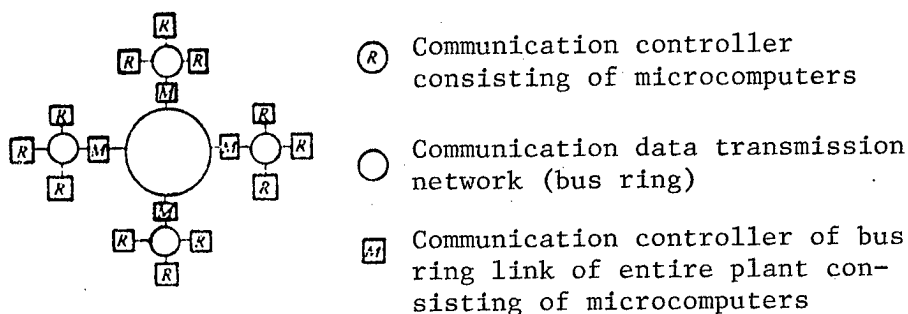 R
R R
M
R R
R M M R
R R
M
R R
R
R Communication controller
consisting of microcomputers
Communication data transmission
network (bus ring)
M Communication controller of bus
ring link of entire plant con-
sisting of microcomputers